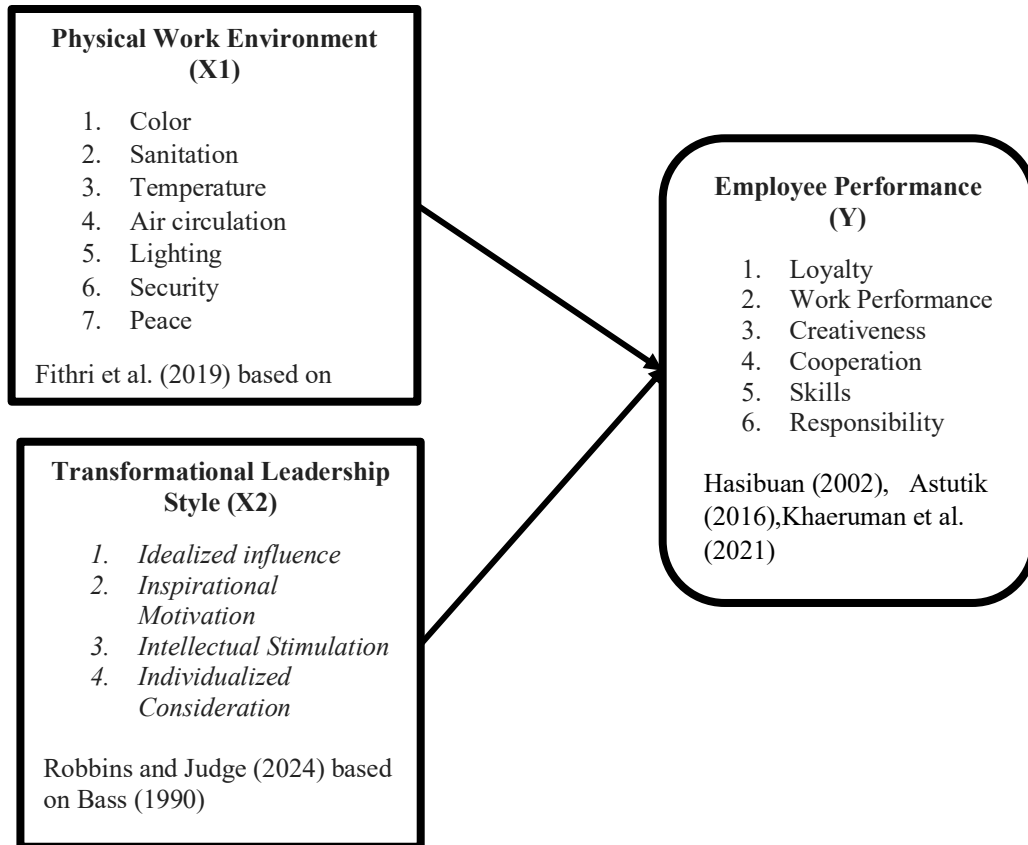 Physical Work Environment
(X1)
1. Color
2. Sanitation
3. Temperature
4. Air circulation
5. Lighting
6. Security
7. Peace
Fithri et al. (2019) based on
Transformational Leadership
Style (X2)
1. Idealized influence
2. Inspirational
Motivation
3. Intellectual Stimulation
4. Individualized
Consideration
Robbins and Judge (2024) based
on Bass (1990)
Employee Performance
(Y)
1. Loyalty
2. Work Performance
3. Creativeness
4. Cooperation
5. Skills
6. Responsibility
Hasibuan (2002), Astutik
(2016),Khaeruman et al.
(2021)